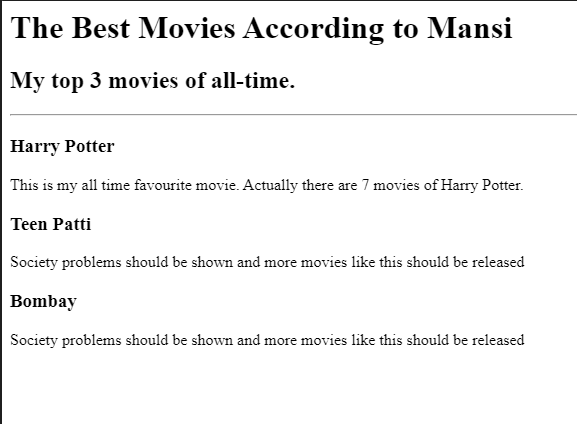 The Best Movies According to Mansi
My top 3 movies of all-time.
Harry Potter
This is my all time favourite movie. Actually there are 7 movies of Harry Potter.
Teen Patti
Society problems should be shown and more movies like this should be released
Bombay
Society problems should be shown and more movies like this should be released